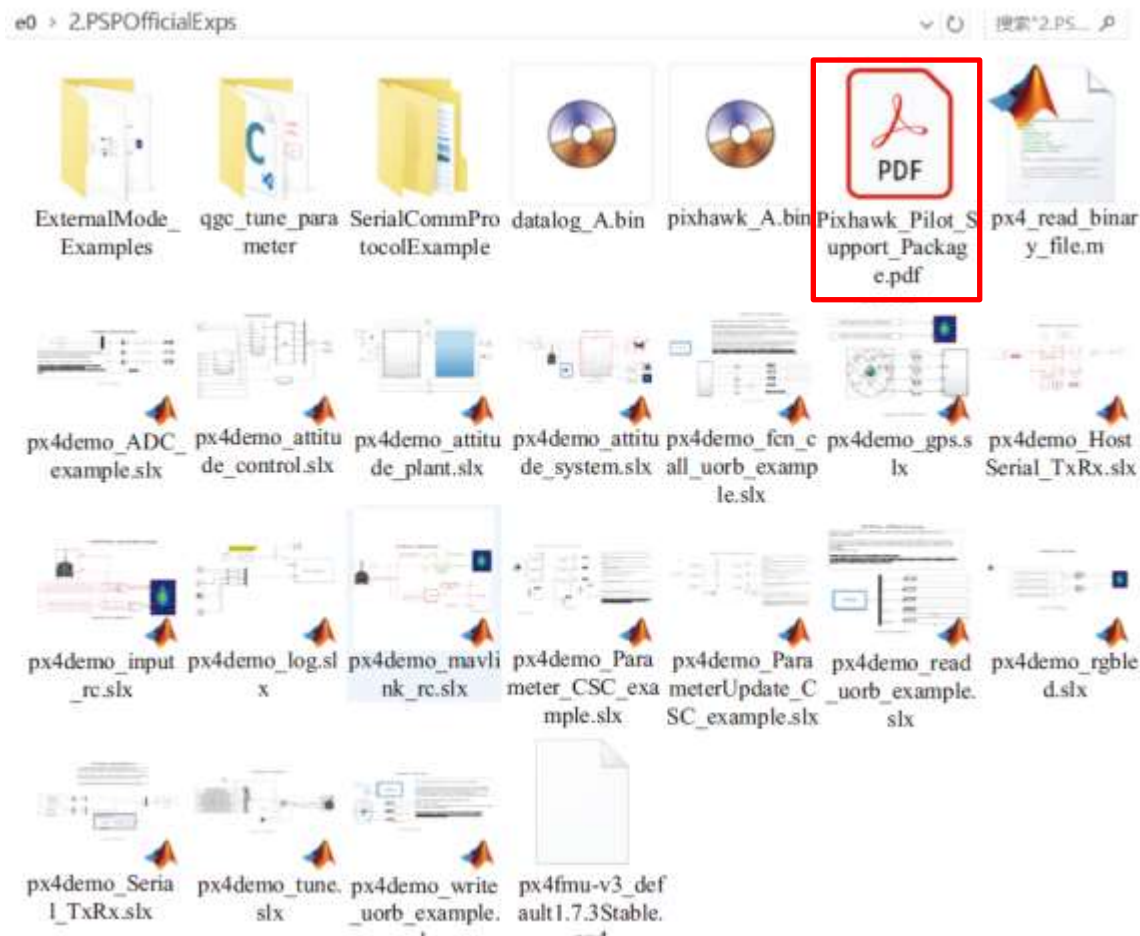 e0 > 2.PSPOfficialExps
搜索"2.PS...
PDF
ExternalMode_
Examples
qgc_tune_para
meter
SerialCommPro
tocolExample
datalog_A.bin
pixhawk_A.bin
Pixhawk_Pilot_S
upport_Packag
e.pdf
px4_read_binar
y_file.m
px4demo_ADC_
example.slx
px4demo_attitu
de_control.slx
px4demo_attitu
de_plant.slx
px4demo_attitu
de_system.slx
px4demo_fcn_c
all_uorb_examp
le.slx
px4demo_gps.s
lx
px4demo_Host
Serial_TxRx.slx
px4demo_input
_rc.slx
px4demo_log.sl
x
px4demo_mavli
nk_rc.slx
px4demo_Para
meter_CSC_exa
mple.slx
px4demo_Para
meterUpdate_C
SC_example.slx
px4demo_read
_uorb_example.
slx
px4demo_rgble
d.slx
px4demo_Seria
l_TxRx.slx
px4demo_tune.
slx
px4demo_write
_uorb_example.
px4fmu-v3_def
ault1.7.3Stable.